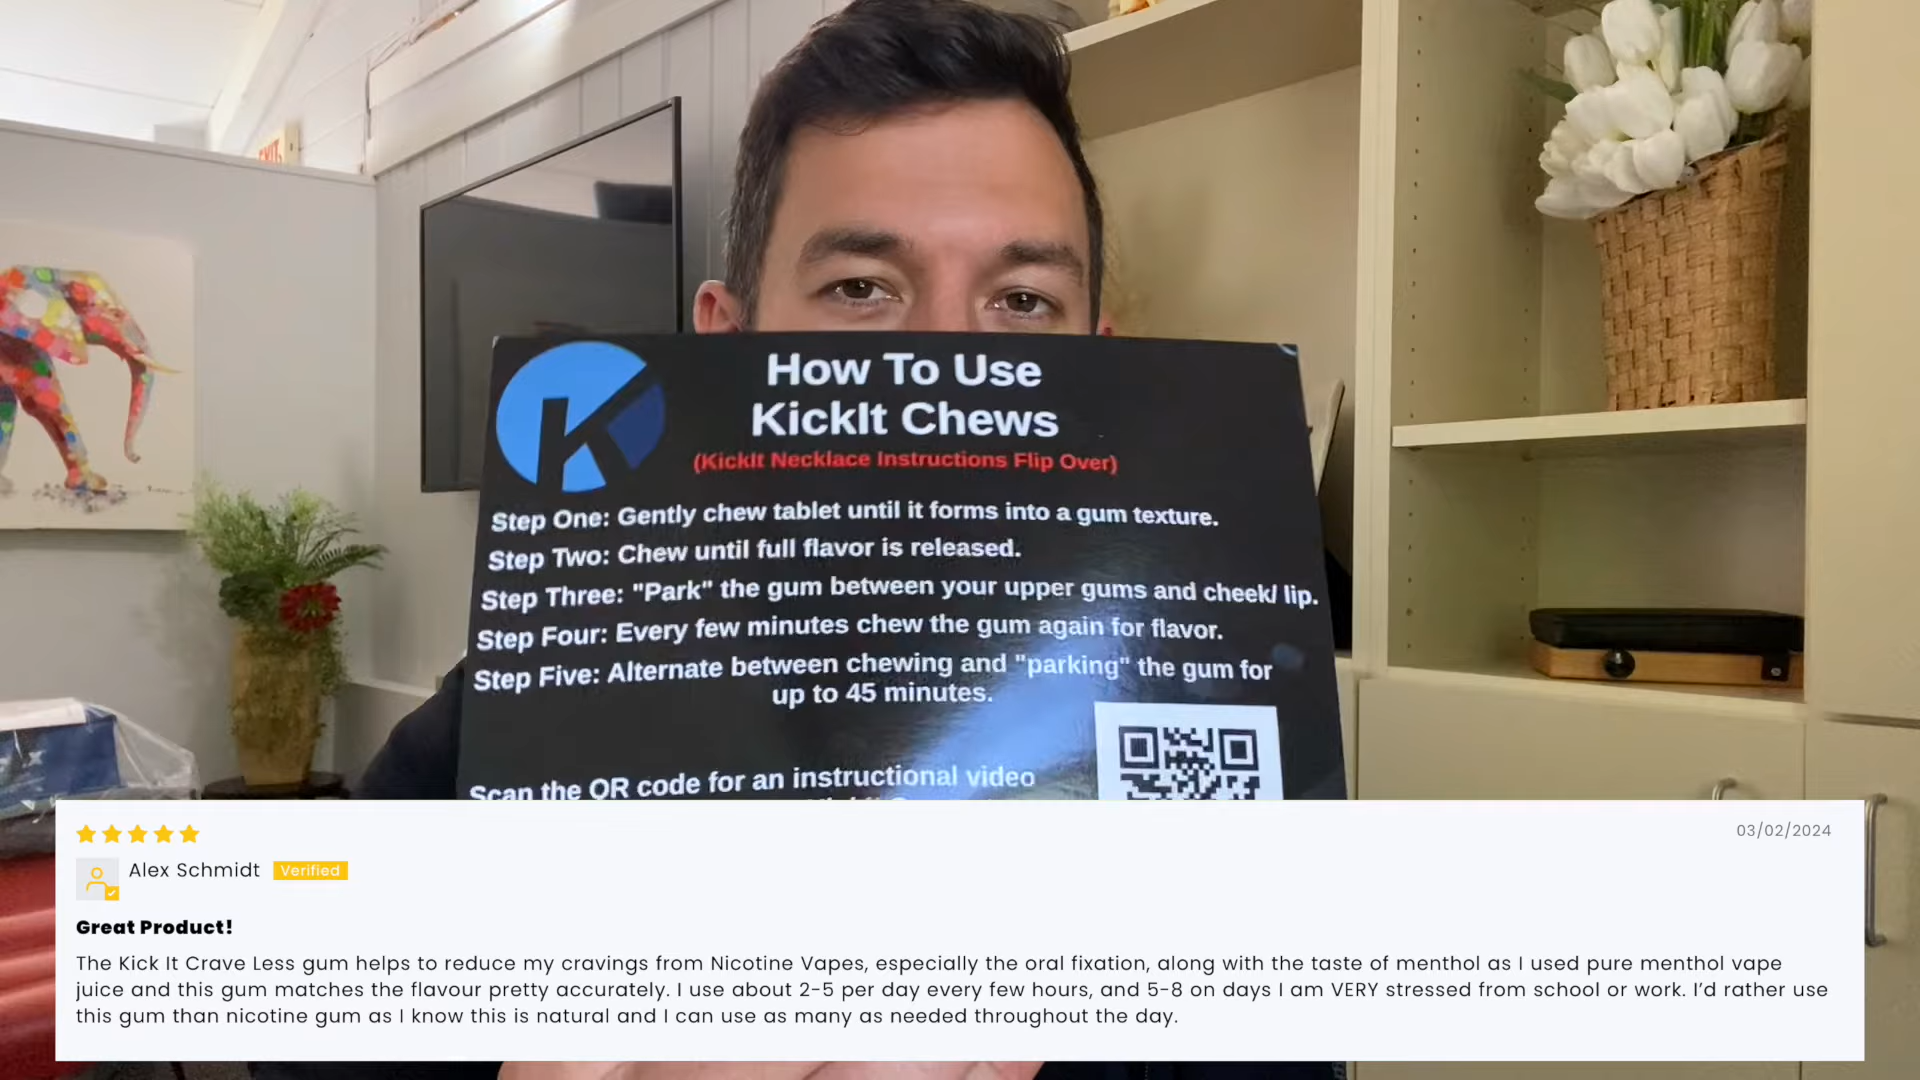 EXIT
How To Use
KickIt Chews
(KickIt Necklace Instructions Flip Over)
Step One: Gently chew tablet until it forms into a gum texture.
Step Two: Chew until full flavor is released.
Step Three: "Park" the gum between your upper gums and cheek/ lip.
Step Four: Every few minutes chew the gum again for flavor.
Step Five: Alternate between chewing and "parking" the gum for
up to 45 minutes.
Scan the QR code for an instructional video
03/02/2024
Alex Schmidt Verified
Great Product!
The Kick It Crave Less gum helps to reduce my cravings from Nicotine Vapes, especially the oral fixation, along with the taste of menthol as I used pure menthol vape
juice and this gum matches the flavour pretty accurately. I use about 2-5 per day every few hours, and 5-8 on days I am VERY stressed from school or work. I'd rather use
this gum than nicotine gum as I know this is natural and I can use as many as needed throughout the day.